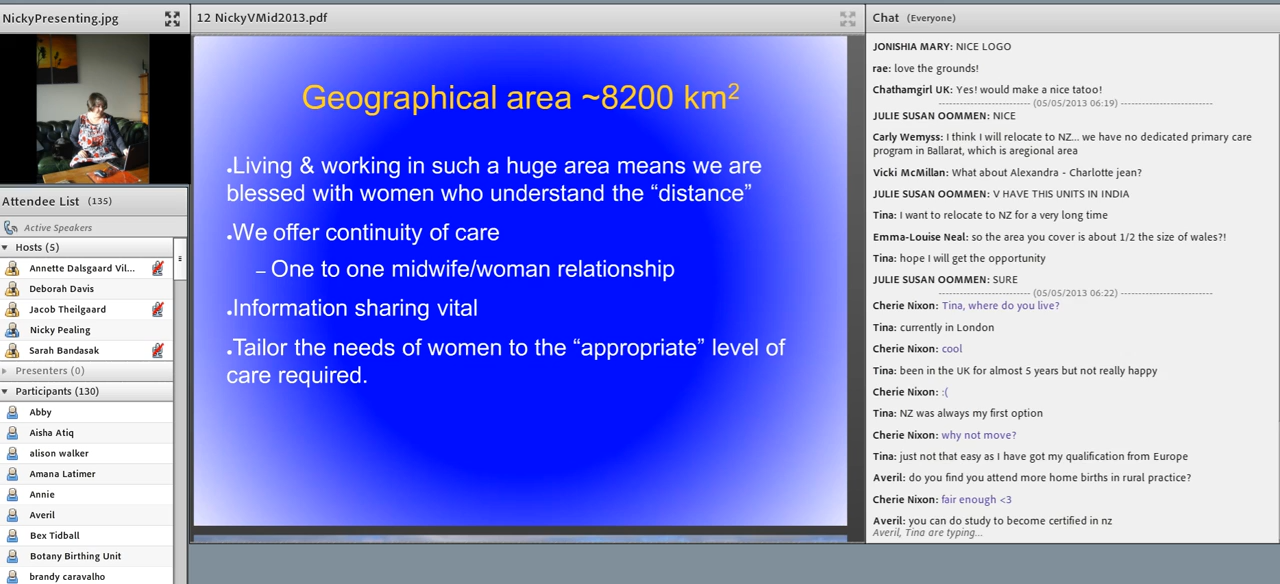 NickyPresenting.jpg
Attendee List (135)
Active Speakers
Hosts (5)
Annette Dalsgaard Vil...
Deborah Davis
Jacob Theilgaard
Nicky Pealing
Sarah Bandasak
Presenters (0)
Participants (130)
Abby
Aisha Atiq
alison walker
Amana Latimer
Annie
Averil
Bex Tidball
Botany Birthing Unit
brandy caravalho
12 NickyVMid2013.pdf
Geographical area ~8200 km²
.Living & working in such a huge area means we are
blessed with women who understand the “distance”
.We offer continuity of care
– One to one midwife/woman relationship
.Information sharing vital
.Tailor the needs of women to the “appropriate” level of
care required.
Chat (Everyone)
JONISHIA MARY: NICE LOGO
rae: love the grounds!
Chathamgirl UK: Yes! would make a nice tatoo!
------------------------- (05/05/2013 06:19) -------------------------
JULIE SUSAN OOMMEN: NICE
Carly Wemyss: I think I will relocate to NZ... we have no dedicated primary care
program in Ballarat, which is aregional area
Vicki McMillan: What about Alexandra - Charlotte jean?
JULIE SUSAN OOMMEN: V HAVE THIS UNITS IN INDIA
Tina: I want to relocate to NZ for a very long time
Emma-Louise Neal: so the area you cover is about 1/2 the size of wales?!
Tina: hope I will get the opportunity
JULIE SUSAN OOMMEN: SURE
------------------------- (05/05/2013 06:22) -------------------------
Cherie Nixon: Tina, where do you live?
Tina: currently in London
Cherie Nixon: cool
Tina: been in the UK for almost 5 years but not really happy
Cherie Nixon: :(
Tina: NZ was always my first option
Cherie Nixon: why not move?
Tina: just not that easy as I have got my qualification from Europe
Averil: do you find you attend more home births in rural practice?
Cherie Nixon: fair enough <3
Averil: you can do study to become certified in nz
Averil, Tina are typing...